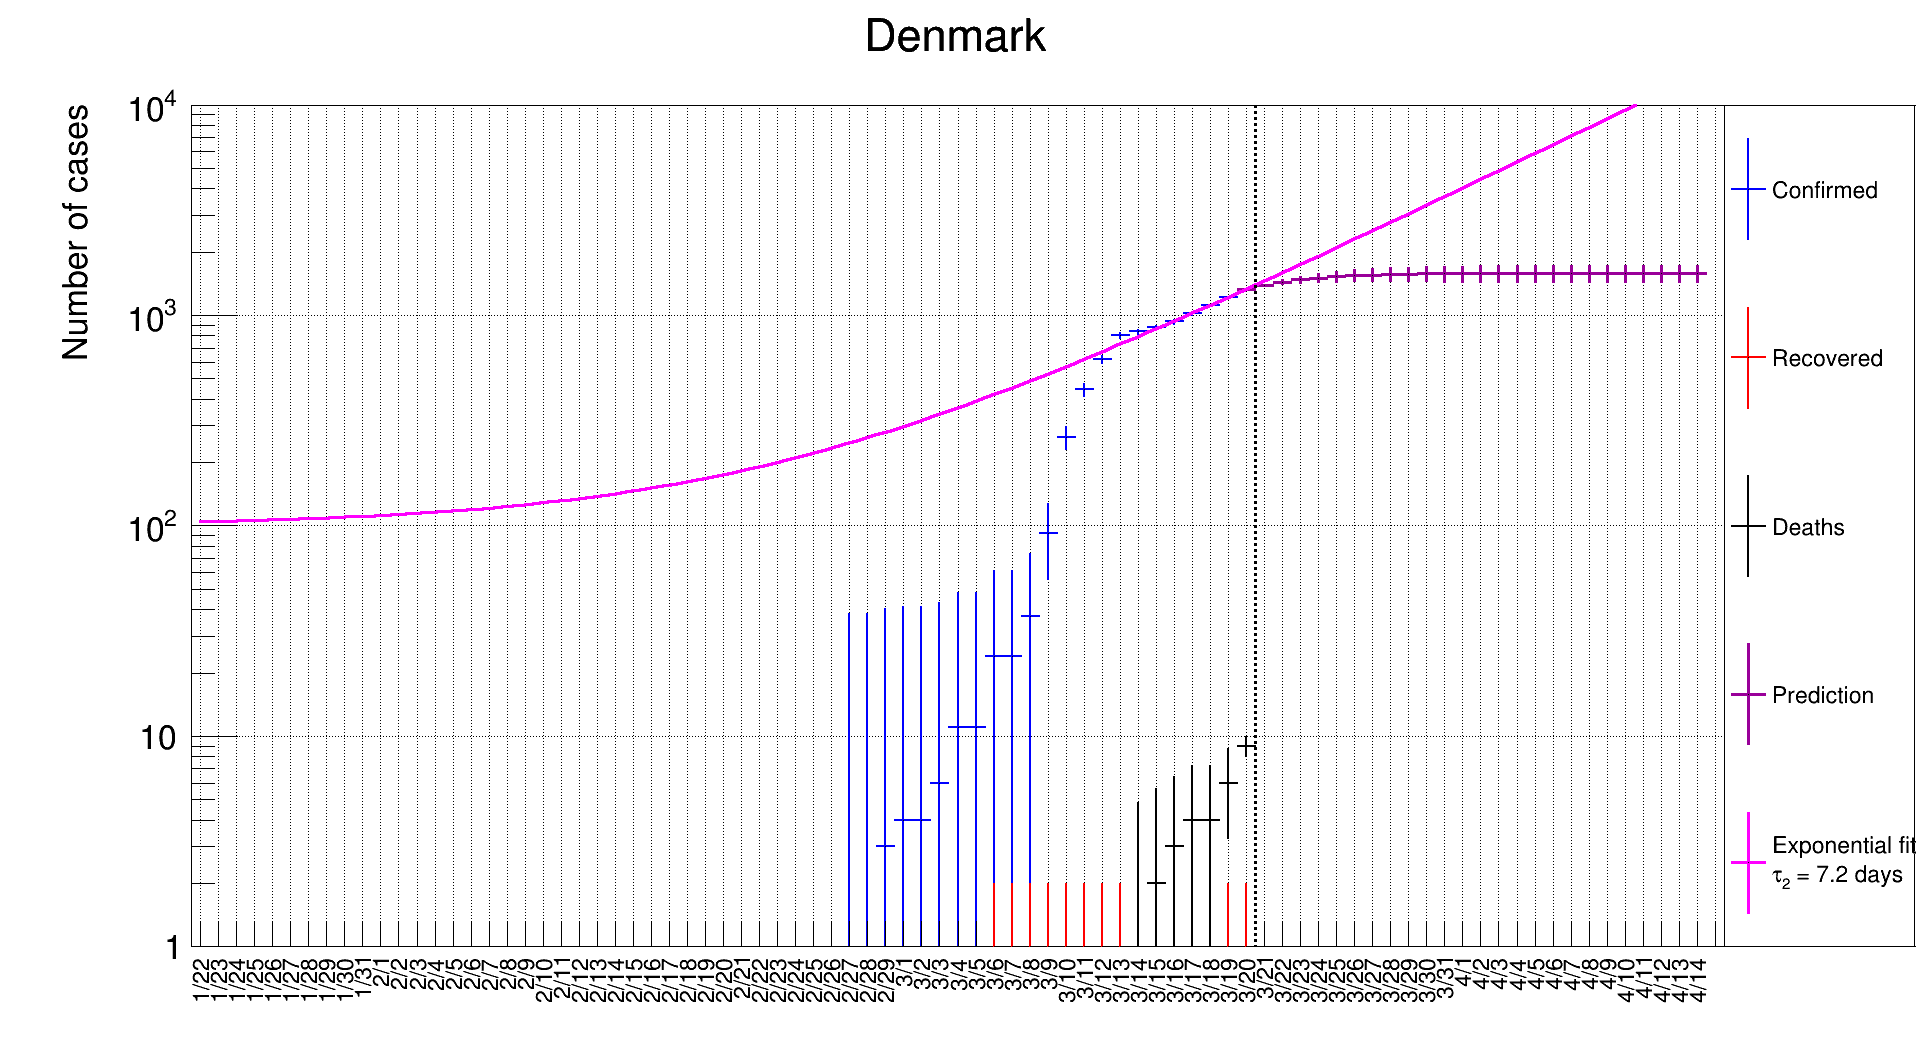 Denmark
Number of cases
10^4
10^3
10^2
10
1
1/22 1/23 1/24 1/25 1/26 1/27 1/28 1/29 1/30 1/31 2/1 2/2 2/3 2/4 2/5 2/6 2/7 2/8 2/9 2/10 2/11 2/12 2/13 2/14 2/15 2/16 2/17 2/18 2/19 2/20 2/21 2/22 2/23 2/24 2/25 2/26 2/27 2/28 2/29 3/1 3/2 3/3 3/4 3/5 3/6 3/7 3/8 3/9 3/10 3/11 3/12 3/13 3/14 3/15 3/16 3/17 3/18 3/19 3/20 3/21 3/22 3/23 3/24 3/25 3/26 3/27 3/28 3/29 3/30 3/31 4/1 4/2 4/3 4/4 4/5 4/6 4/7 4/8 4/9 4/10 4/11 4/12 4/13 4/14
Confirmed
Recovered
Deaths
Prediction
Exponential fit
τ₂ = 7.2 days